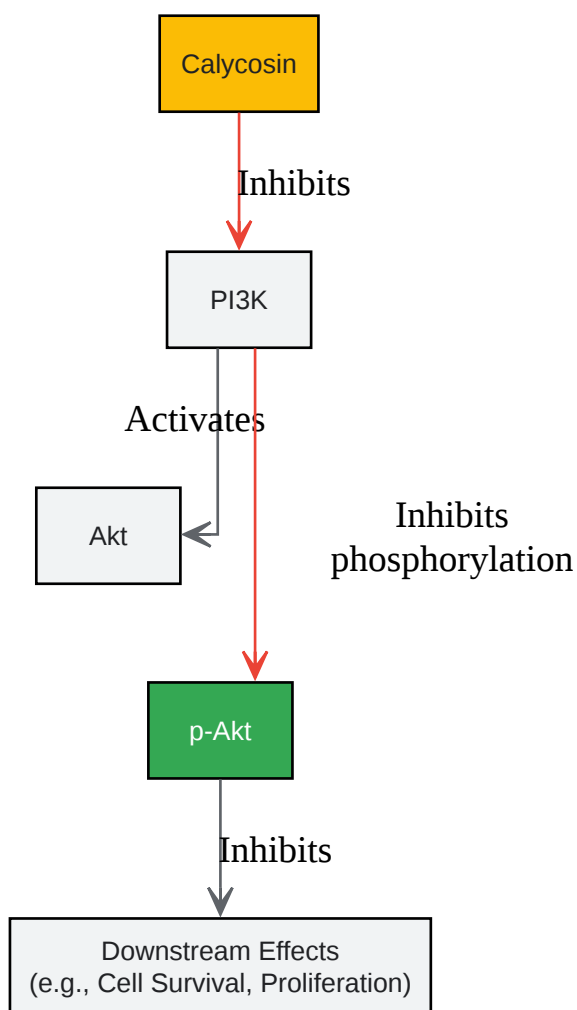 Calycosin
Inhibits
PI3K
Activates
Akt
Inhibits
phosphorylation
p-Akt
Inhibits
Downstream Effects
(e.g., Cell Survival, Proliferation)